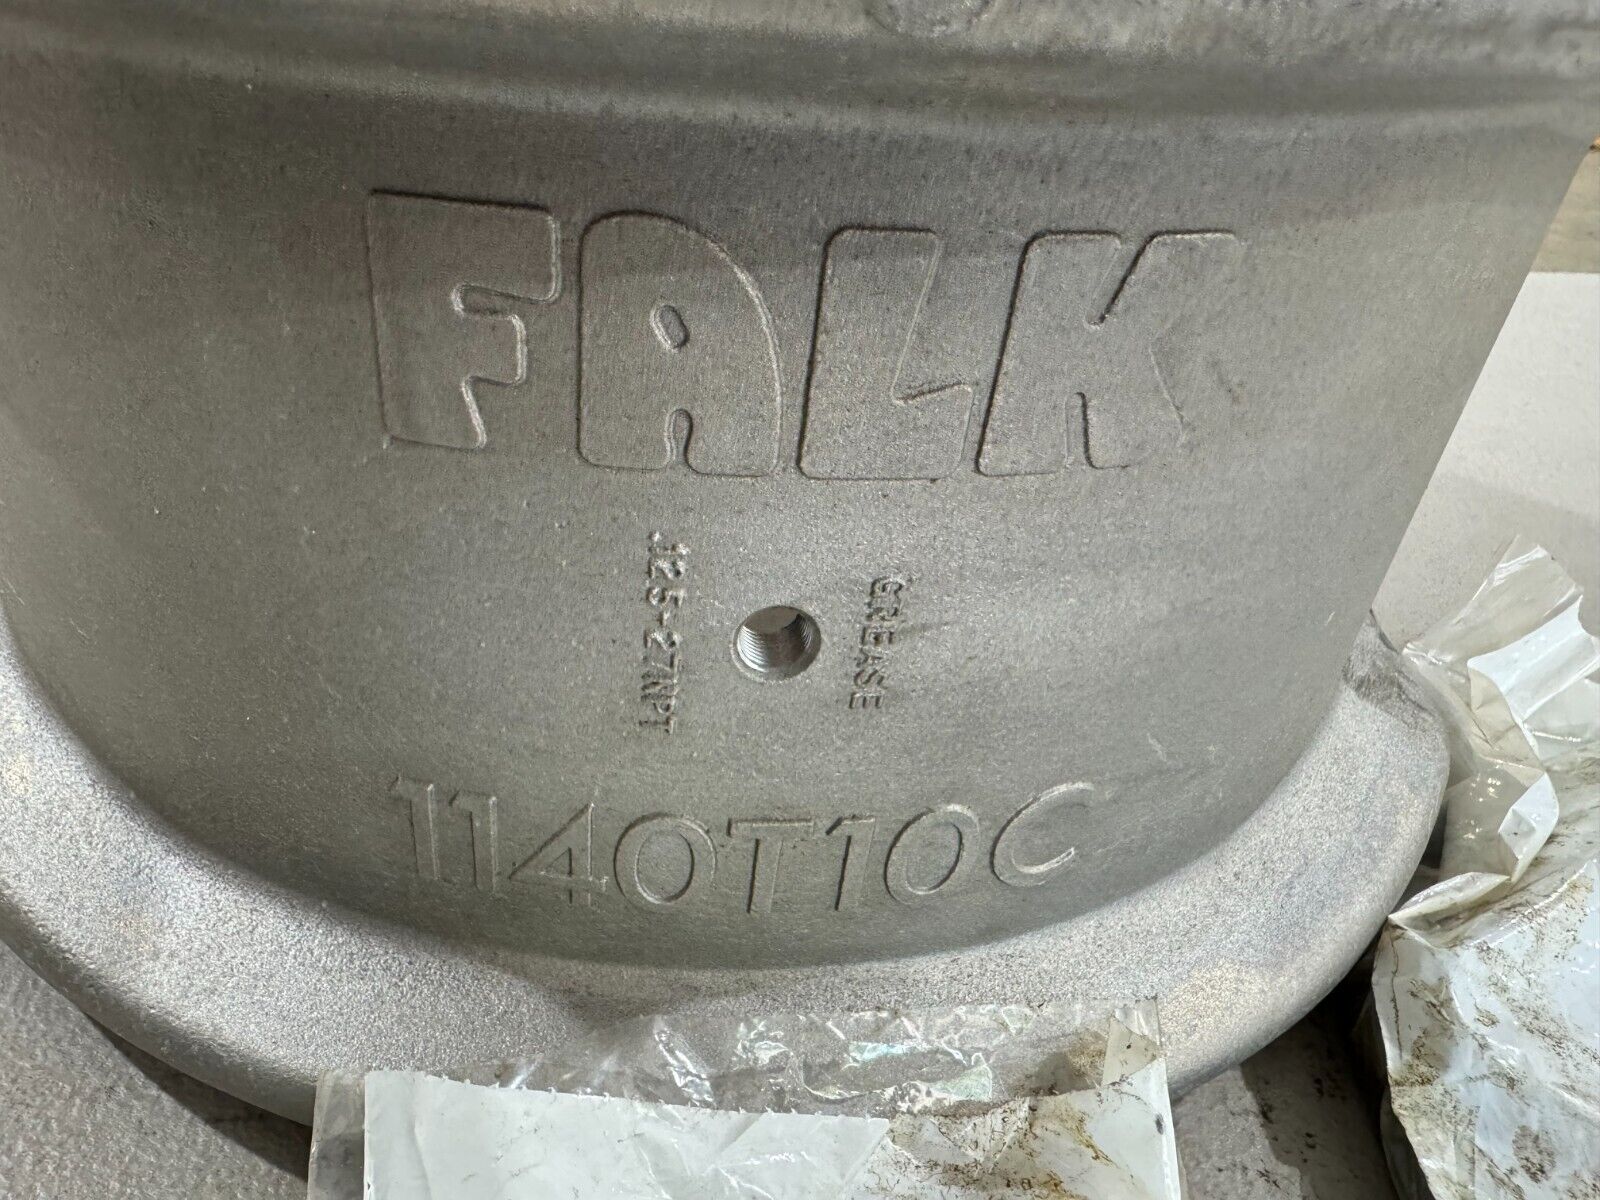 FALK
.125-27NPT
GREASE
1140T10C